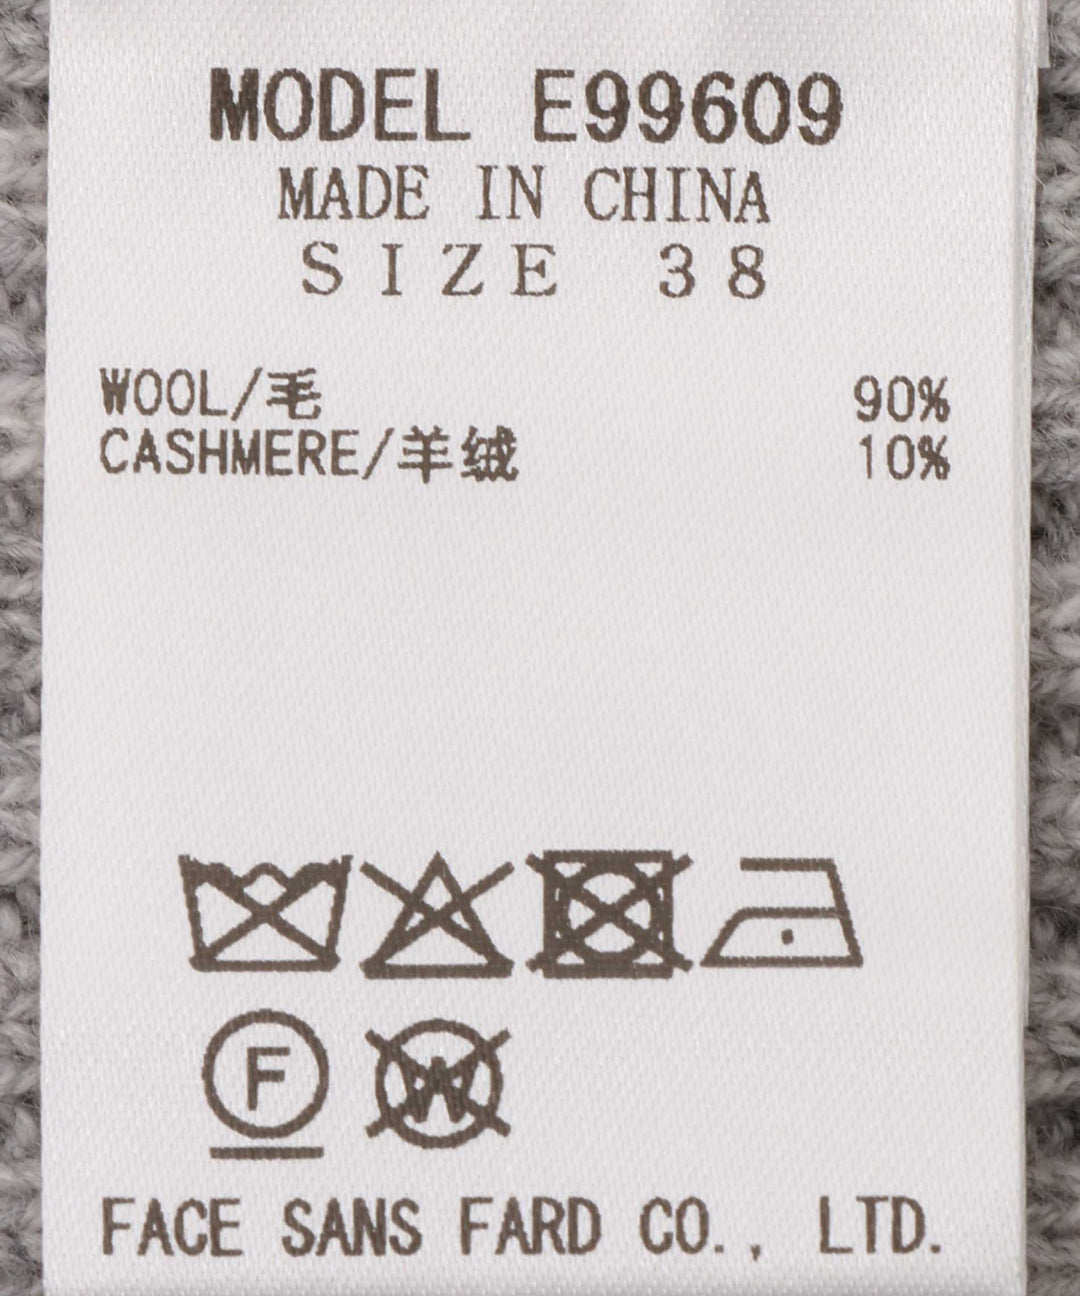 MODEL E99609
MADE IN CHINA
SIZE 38
WOOL/毛 90%
CASHMERE/羊绒 10%
F W
FACE SANS FARD CO., LTD.